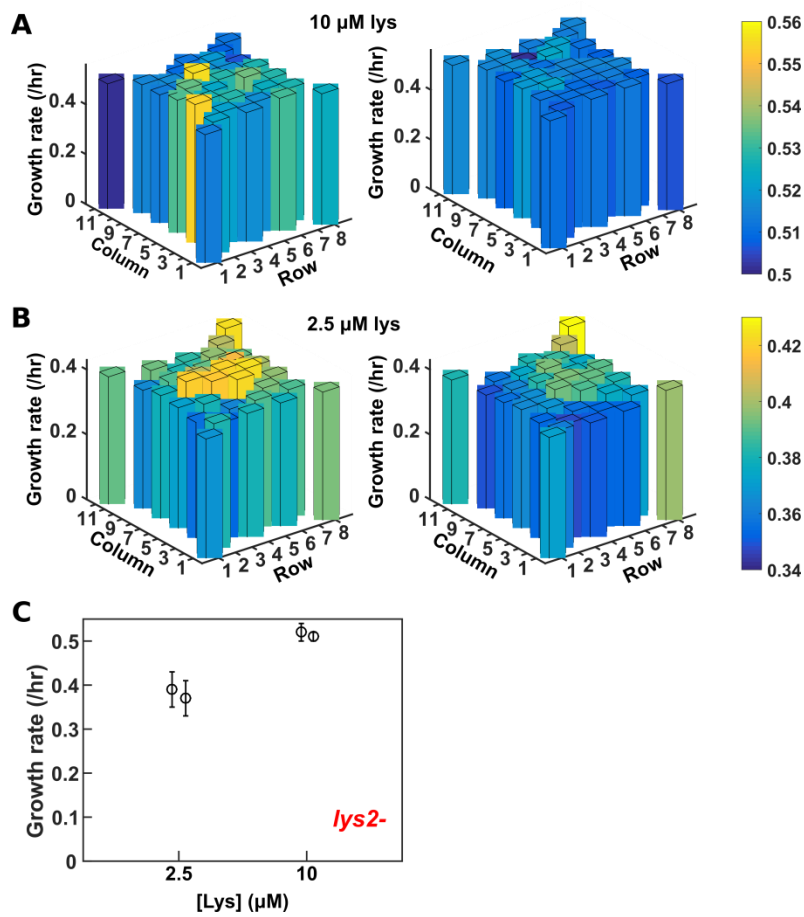 A
10 µM lys
Growth rate (/hr)
0.4
0.2
0
11
9
7
5
3
1
Column
1 2 3 4 5 6 7 8
Row
Growth rate (/hr)
0.4
0.2
0
11
9
7
5
3
1
Column
1 2 3 4 5 6 7 8
Row
0.56
0.55
0.54
0.53
0.52
0.51
0.5
B
2.5 µM lys
Growth rate (/hr)
0.4
0.2
0
11
9
7
5
3
1
Column
1 2 3 4 5 6 7 8
Row
Growth rate (/hr)
0.4
0.2
0
11
9
7
5
3
1
Column
1 2 3 4 5 6 7 8
Row
0.42
0.40
0.38
0.36
0.34
C
Growth rate (/hr)
0.5
0.4
0.3
0.2
0.1
0
lys2-
2.5 10
[Lys] (µM)